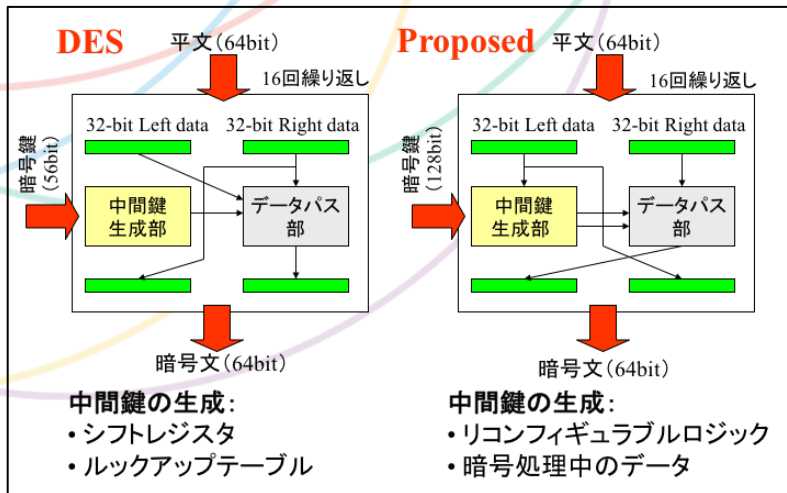 DES
平文(64bit)
16回繰り返し
32-bit Left data
32-bit Right data
暗号鍵
(56bit)
中間鍵
生成部
データパス
部
暗号文(64bit)
中間鍵の生成:
• シフトレジスタ
• ルックアップテーブル
Proposed
平文(64bit)
16回繰り返し
32-bit Left data
32-bit Right data
暗号鍵
(128bit)
中間鍵
生成部
データパス
部
暗号文(64bit)
中間鍵の生成:
• リコンフィギュラブルロジック
• 暗号処理中のデータ